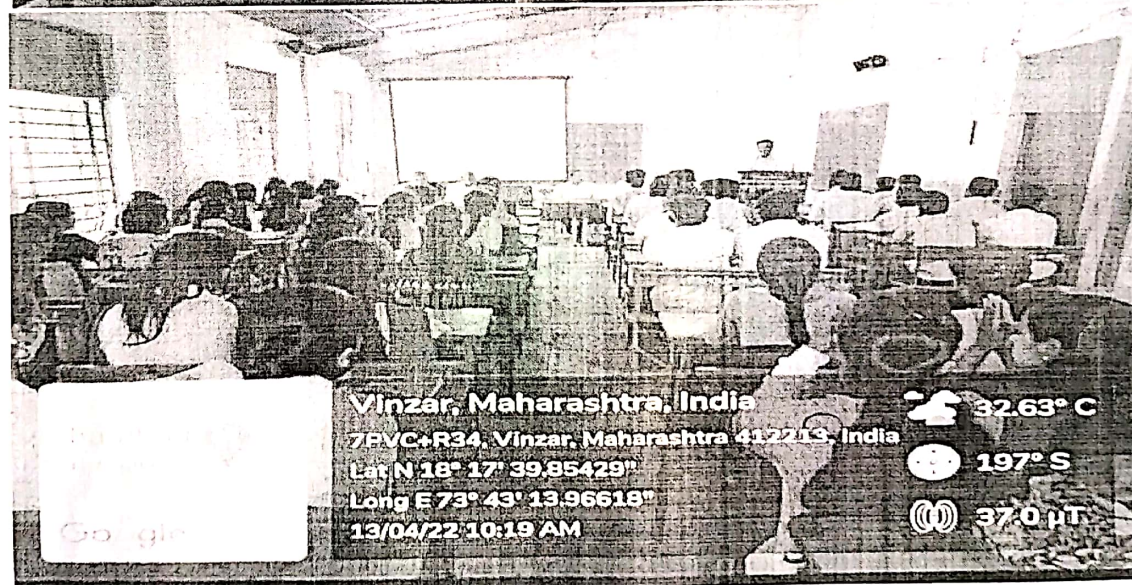 Vinzar, Maharashtra, India
7PVC+R34, Vinzar, Maharashtra 412213, India
Lat N 18° 17' 39.85429"
Long E 73° 43' 13.96618"
13/04/22 10:19 AM
32.63° C
197° S
37.0 µT
Google